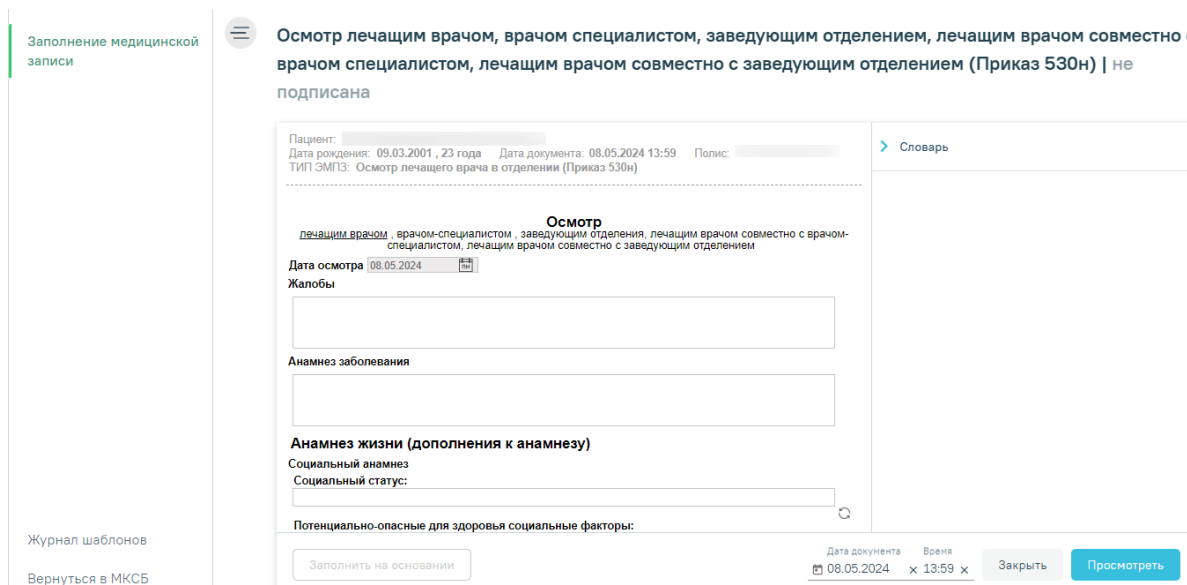 Заполнение медицинской
записи
Осмотр лечащим врачом, врачом специалистом, заведующим отделением, лечащим врачом совместно
врачом специалистом, лечащим врачом совместно с заведующим отделением (Приказ 530н) | не
подписана
Пациент:
Дата рождения: 09.03.2001 , 23 года Дата документа: 08.05.2024 13:59 Полис:
ТИП ЭМПЗ: Осмотр лечащего врача в отделении (Приказ 530н)
Словарь
Осмотр
лечащим врачом , врачом-специалистом , заведующим отделения, лечащим врачом совместно с врачом-
специалистом, лечащим врачом совместно с заведующим отделением
Дата осмотра 08.05.2024 пн
Жалобы
Анамнез заболевания
Анамнез жизни (дополнения к анамнезу)
Социальный анамнез
Социальный статус:
Потенциально-опасные для здоровья социальные факторы:
Журнал шаблонов
Вернуться в МКСБ
Заполнить на основании
Дата документа Время
08.05.2024 × 13:59 ×
Закрыть
Просмотреть